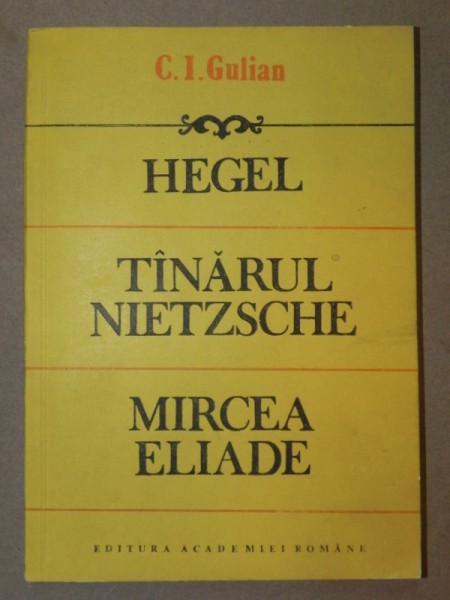 C. I. Gulian
HEGEL
TÎNĂRUL
NIETZSCHE
MIRCEA
ELIADE
EDITURA ACADEMIEI ROMÂNE